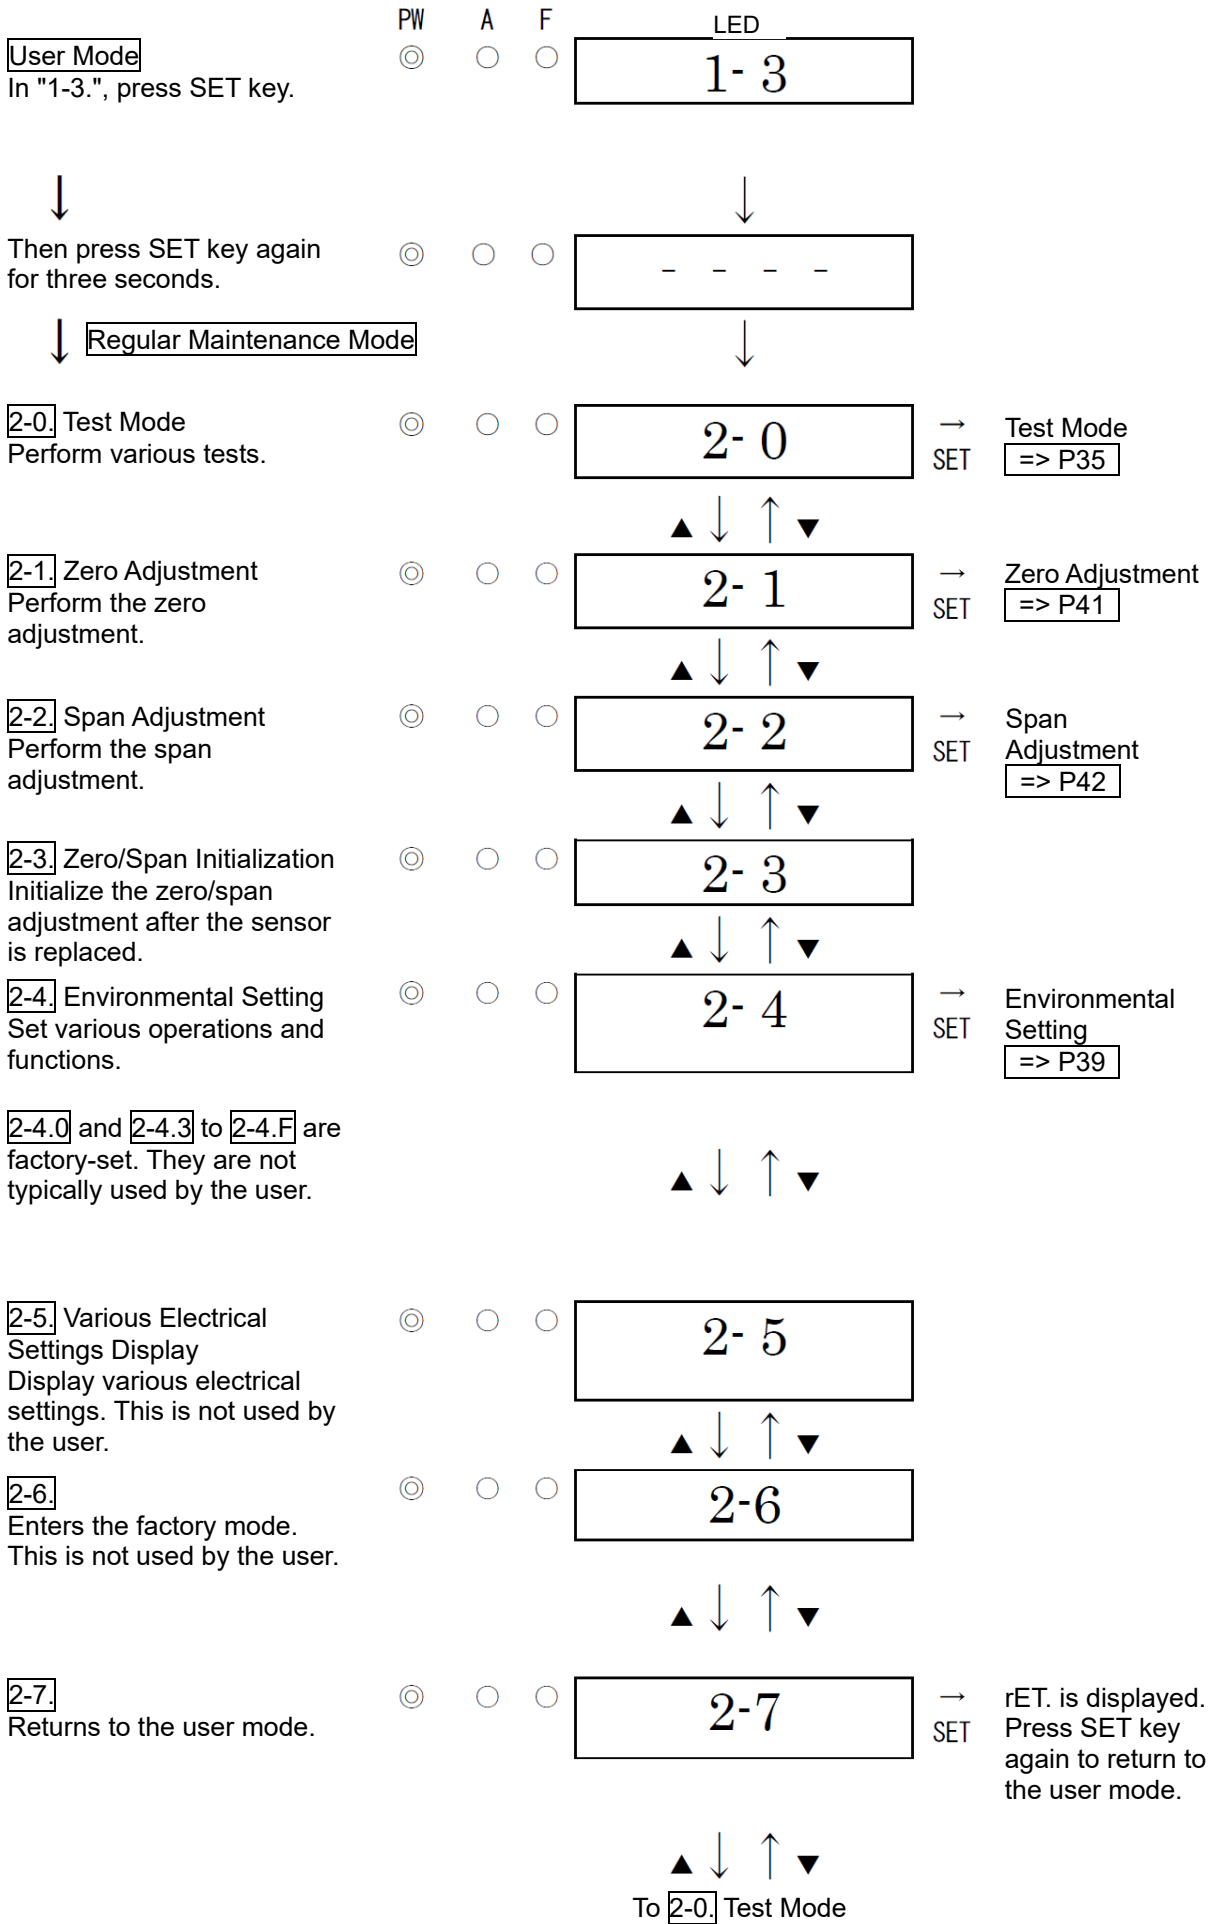 PW A F LED
User Mode
1- 3
In "1-3.", press SET key.
↓ ↓
Then press SET key again
for three seconds.
- - - -
↓ Regular Maintenance Mode ↓
2-0. Test Mode
Perform various tests.
2- 0
→
SET
Test Mode
=> P35
▲ ↓ ↑ ▼
2-1. Zero Adjustment
Perform the zero
adjustment.
2- 1
→
SET
Zero Adjustment
=> P41
▲ ↓ ↑ ▼
2-2. Span Adjustment
Perform the span
adjustment.
2- 2
→
SET
Span
Adjustment
=> P42
▲ ↓ ↑ ▼
2-3. Zero/Span Initialization
Initialize the zero/span
adjustment after the sensor
is replaced.
2- 3
▲ ↓ ↑ ▼
2-4. Environmental Setting
Set various operations and
functions.
2- 4
→
SET
Environmental
Setting
=> P39
2-4.0 and 2-4.3 to 2-4.F are
factory-set. They are not
typically used by the user.
▲ ↓ ↑ ▼
2-5. Various Electrical
Settings Display
Display various electrical
settings. This is not used by
the user.
2- 5
▲ ↓ ↑ ▼
2-6.
Enters the factory mode.
This is not used by the user.
2-6
▲ ↓ ↑ ▼
2-7.
Returns to the user mode.
2-7
→
SET
rET. is displayed.
Press SET key
again to return to
the user mode.
▲ ↓ ↑ ▼
To 2-0. Test Mode